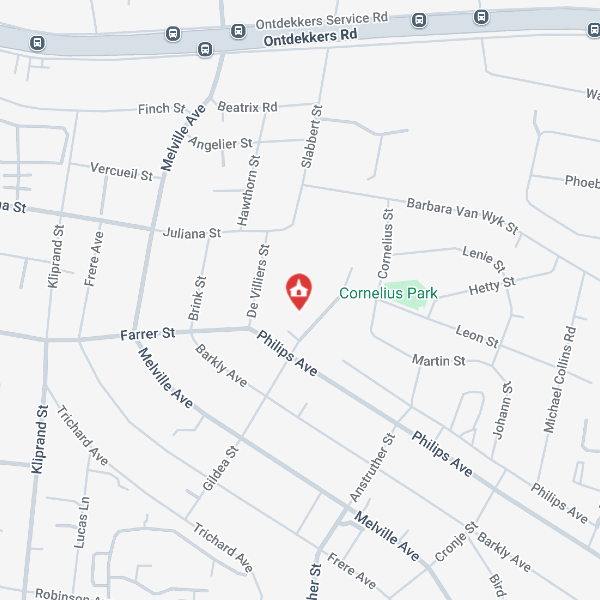 Ontdekkers Service Rd
Ontdekkers Rd
Finch St
Beatrix Rd
Melville Ave
Angelier St
Slabbert St
Vercueil St
Hawthorn St
Phoeb
na St
Barbara Van Wyk St
Juliana St
Kliprand St
Frere Ave
De Villiers St
Cornelius St
Lenie St
Brink St
Hetty St
Cornelius Park
Farrer St
Philips Ave
Leon St
Michael Collins Rd
Melville Ave
Barkly Ave
Martin St
Johann St
Kliprand St
Trichard Ave
Gildea St
Anstruther St
Philips Ave
Philips Ave
Lucas Ln
Trichard Ave
Melville Ave
Cronje St
Barkly Ave
Frere Ave
her St
Bird
Robinson Ave